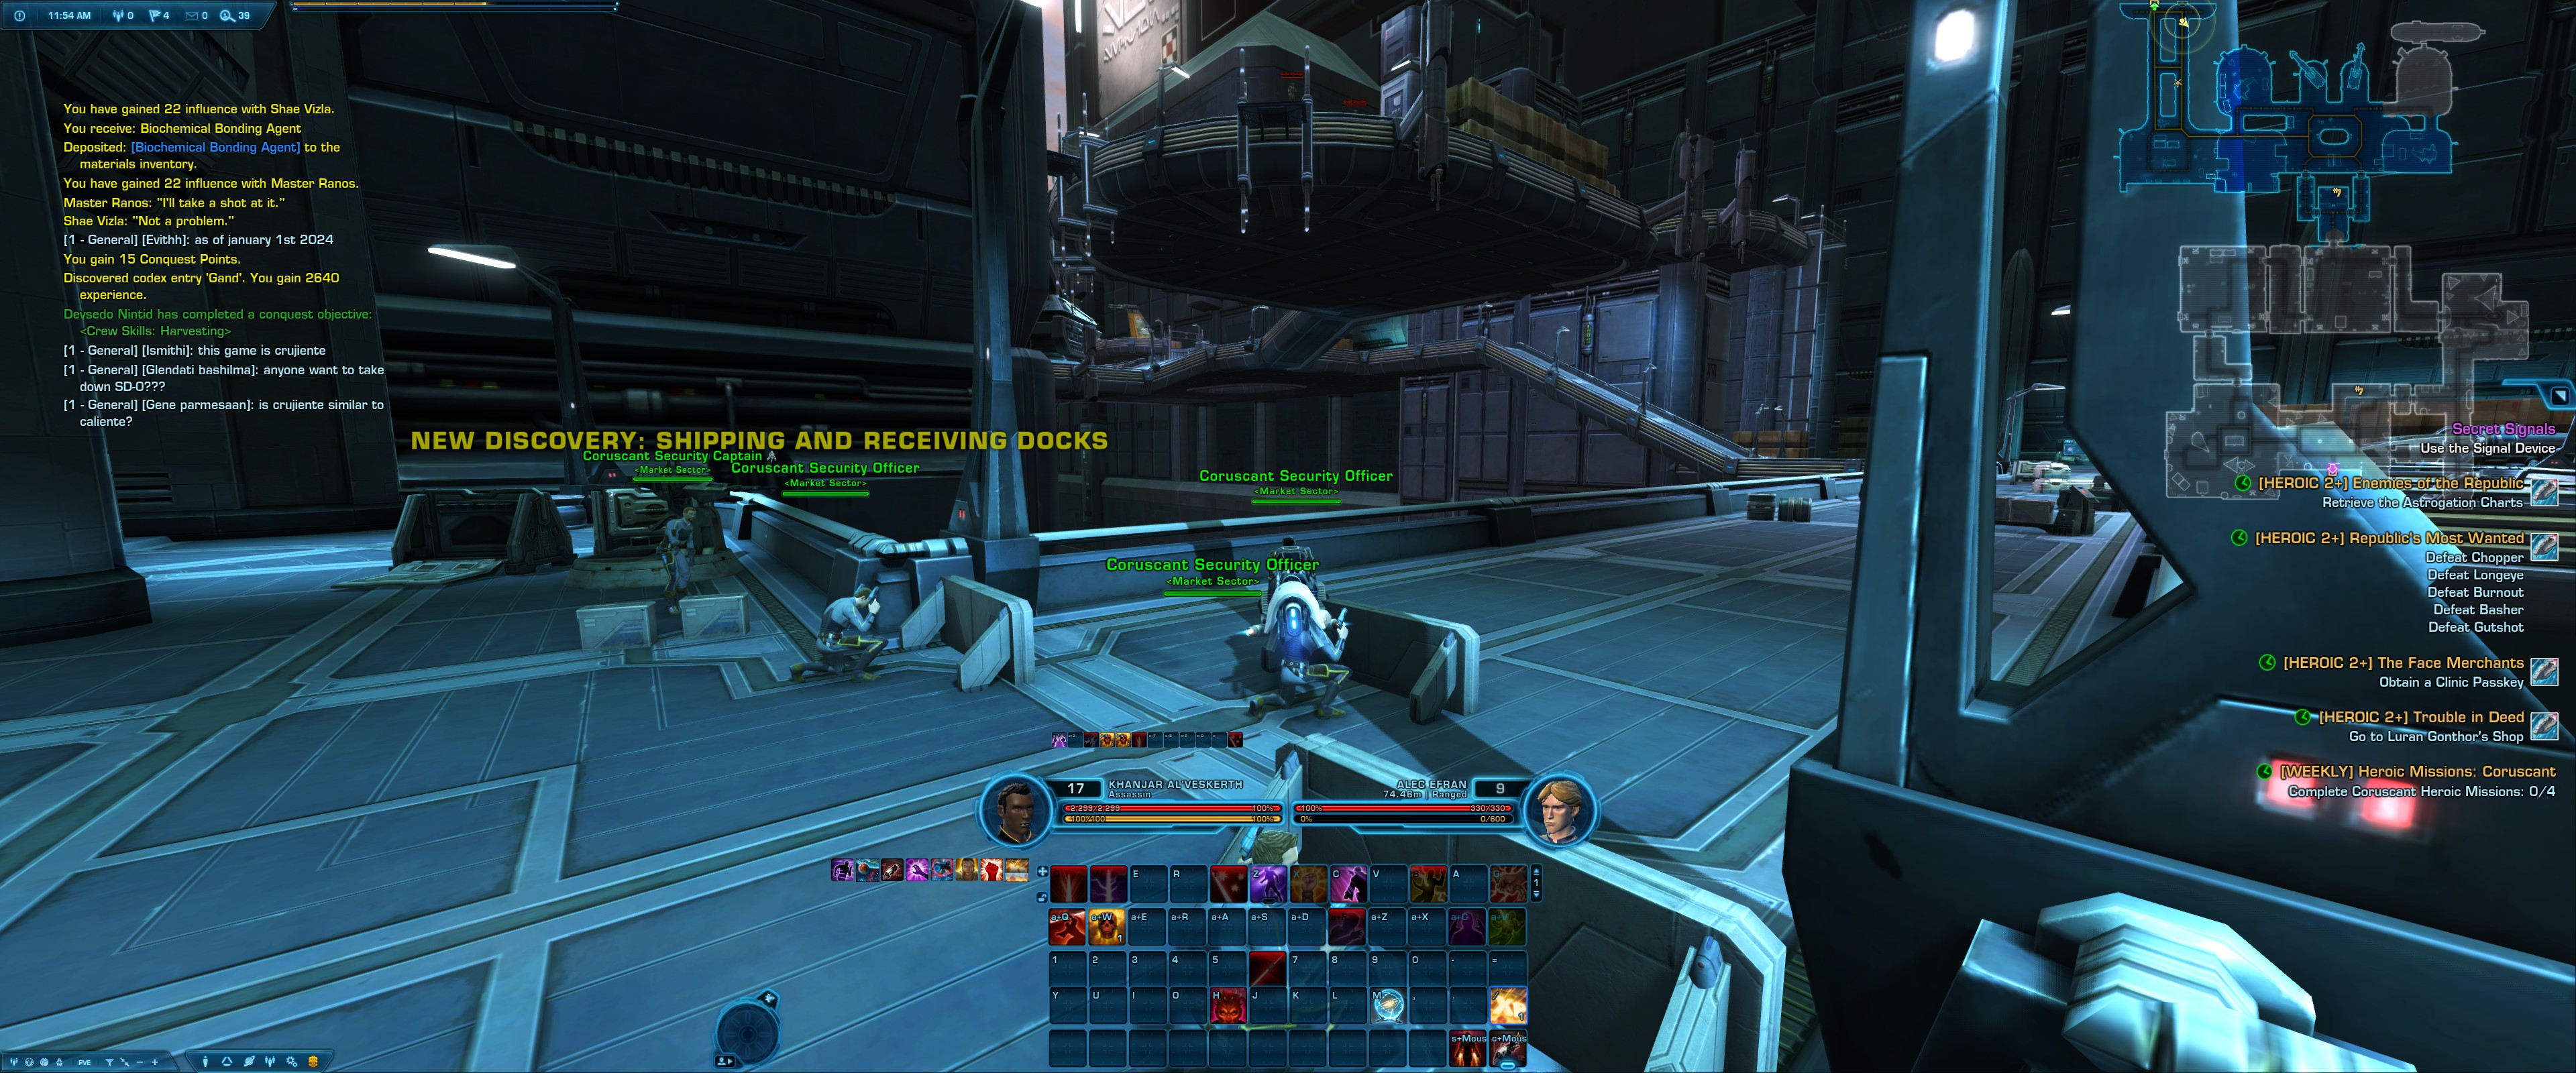 11:54 AM 0 4 0 39
You have gained 22 influence with Shae Vizla.
You receive: Biochemical Bonding Agent
Deposited: [Biochemical Bonding Agent] to the
materials inventory.
You have gained 22 influence with Master Ranos.
Master Ranos: "I'll take a shot at it."
Shae Vizla: "Not a problem."
[1 - General] [Evithh]: as of january 1st 2024
You gain 15 Conquest Points.
Discovered codex entry 'Gand'. You gain 2640
experience.
Devsedo Nintid has completed a conquest objective:
<Crew Skills: Harvesting>
[1 - General] [Ismithi]: this game is crujiente
[1 - General] [Glendati bashilma]: anyone want to take
down SD-0???
[1 - General] [Gene parmesaan]: is crujiente similar to
caliente?
NEW DISCOVERY: SHIPPING AND RECEIVING DOCKS
Coruscant Security Captain
<Market Sector>
Coruscant Security Officer
<Market Sector>
Coruscant Security Officer
<Market Sector>
Coruscant Security Officer
<Market Sector>
Secret Signals
Use the Signal Device
[HEROIC 2+] Enemies of the Republic
Retrieve the Astrogation Charts
[HEROIC 2+] Republic's Most Wanted
Defeat Chopper
Defeat Longeye
Defeat Burnout
Defeat Basher
Defeat Gutshot
[HEROIC 2+] The Face Merchants
Obtain a Clinic Passkey
[HEROIC 2+] Trouble in Deed
Go to Luran Gonthor's Shop
[WEEKLY] Heroic Missions: Coruscant
Complete Coruscant Heroic Missions: 0/4
17 KHANJAR AL'VESKERTH
Assassin
2,299/2,299 100%
100/100 100%
ALEC EFRAN 9
74.46m | Ranged
100% 330/330
0% 0/600
E R Z X C V A
1
a+Q a+W a+E a+R a+A a+S a+D a+Z a+X a+C
1
1 2 3 4 5 7 8 9 0 - =
Y U I O H J K L M , .
1
s+Mous c+Mous
PVE